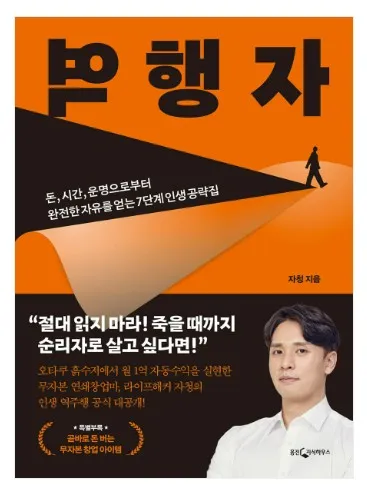 역행자
돈, 시간, 운명으로부터
완전한 자유를 얻는 7단계 인생 공략집
자청 지음
“절대 읽지 마라! 죽을 때까지
순리자로 살고 싶다면!”
오타쿠 흙수저에서 월 1억 자동수익을 실현한
무자본 연쇄창업마, 라이프해커 자청의
인생 역주행 공식 대공개!
★ 특별부록 ★
곧바로 돈 버는
무자본 창업 아이템
웅진 지식하우스